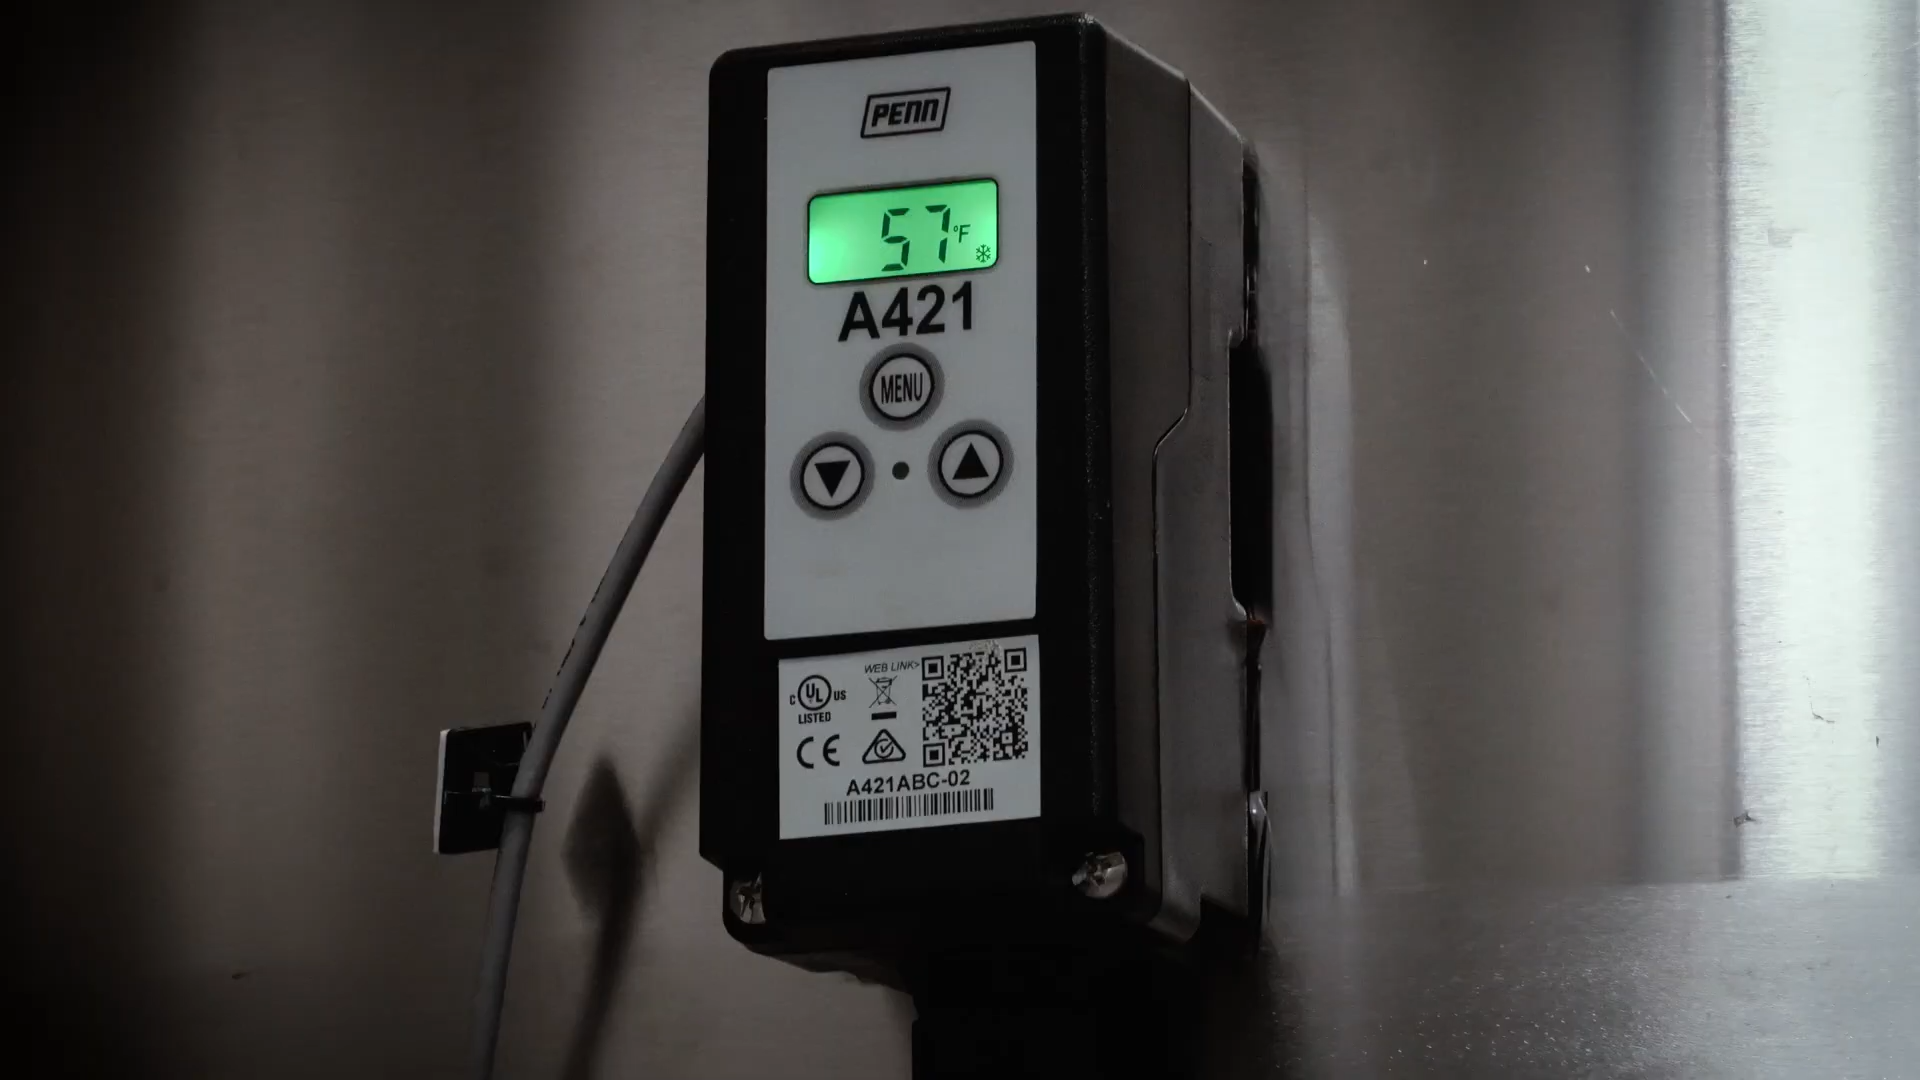 PENN
57°F
A421
MENU
WEB LINK>
C UL US
LISTED
CE
A421ABC-02